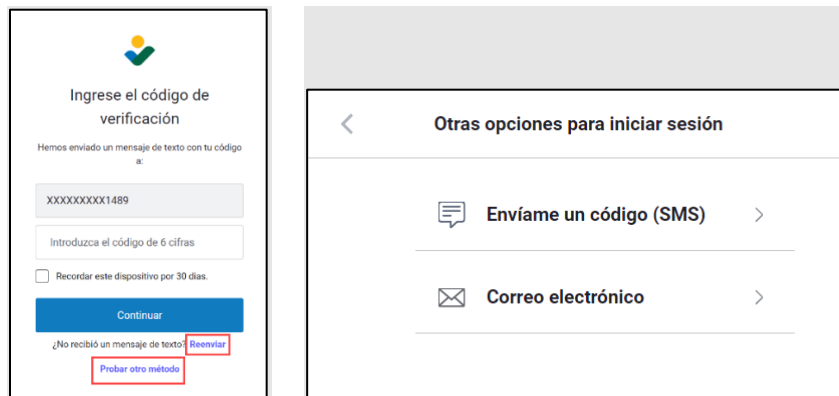 Ingrese el código de
verificación
Hemos enviado un mensaje de texto con tu código
a:
XXXXXXXXX1489
Introduzca el código de 6 cifras
Recordar este dispositivo por 30 dias.
Continuar
¿No recibió un mensaje de texto? Reenviar
Probar otro método
Otras opciones para iniciar sesión
Envíame un código (SMS)
Correo electrónico